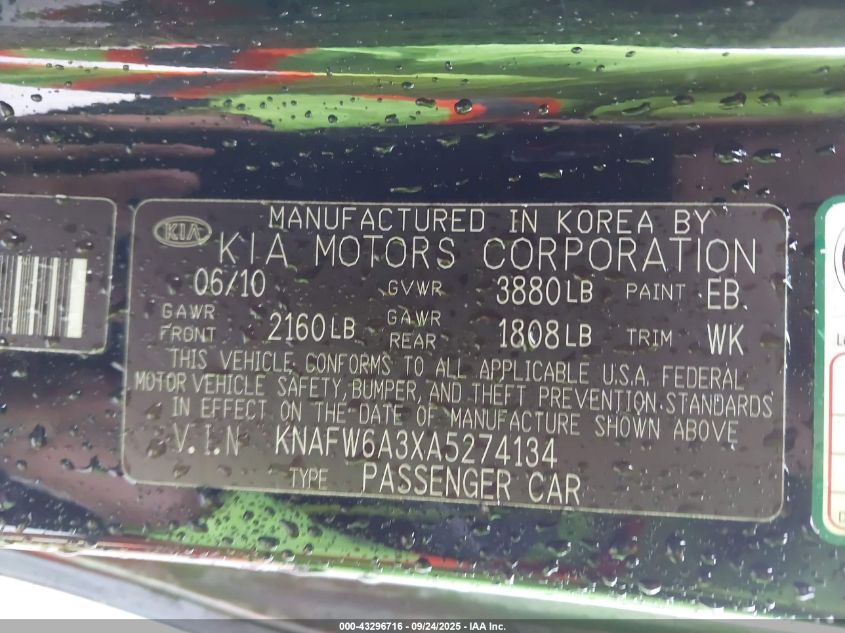 MANUFACTURED IN KOREA BY
KIA KIA MOTORS CORPORATION
06/10 GVWR 3880LB PAINT EB
GAWR FRONT 2160LB GAWR REAR 1808LB TRIM WK
THIS VEHICLE CONFORMS TO ALL APPLICABLE U.S.A. FEDERAL
MOTOR VEHICLE SAFETY, BUMPER, AND THEFT PREVENTION STANDARDS
IN EFFECT ON THE DATE OF MANUFACTURE SHOWN ABOVE
V.I.N KNAFW6A3XA5274134
TYPE PASSENGER CAR
000-43296716 - 09/24/2025 - IAA Inc.